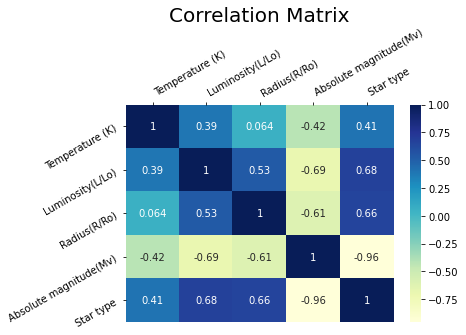 Correlation Matrix
Temperature (K)
Luminosity(L/Lo)
Radius(R/Ro)
Absolute magnitude(Mv)
Star type
Temperature (K) 1 0.39 0.064 -0.42 0.41
Luminosity(L/Lo) 0.39 1 0.53 -0.69 0.68
Radius(R/Ro) 0.064 0.53 1 -0.61 0.66
Absolute magnitude(Mv) -0.42 -0.69 -0.61 1 -0.96
Star type 0.41 0.68 0.66 -0.96 1
1.00
0.75
0.50
0.25
0.00
-0.25
-0.50
-0.75